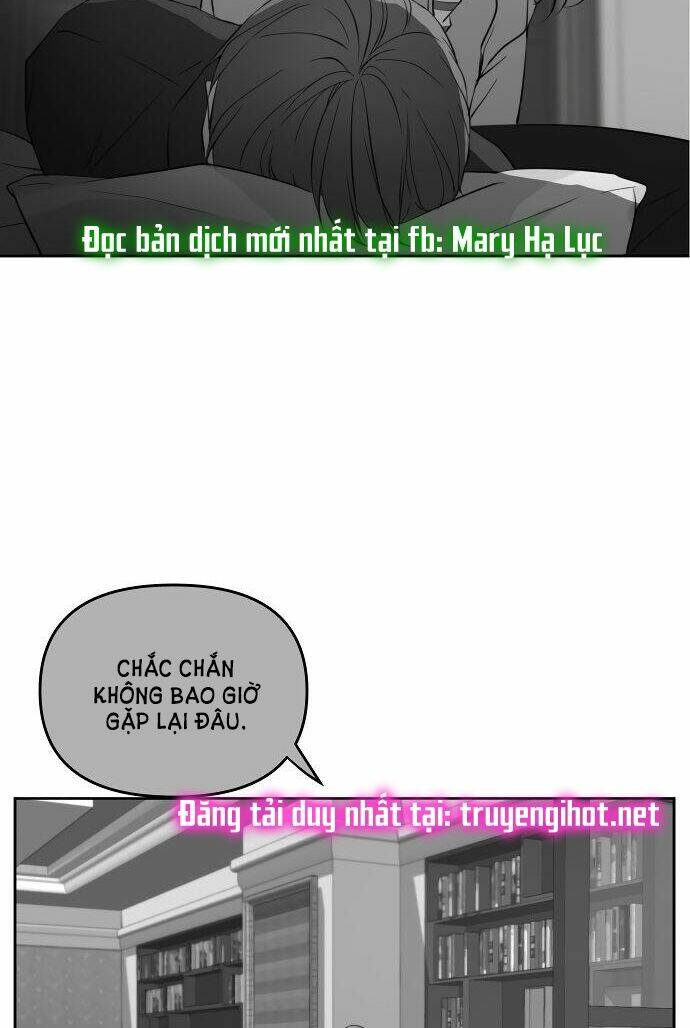 Đọc bản dịch mới nhất tại fb: Mary Hạ Lục
CHẮC CHẮN
KHÔNG BAO GIỜ
GẶP LẠI ĐÂU.
Đăng tải duy nhất tại: truyengihot.net